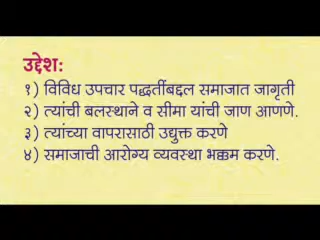 उद्देश:
१) विविध उपचार पद्धतींबद्दल समाजात जागृती
२) त्यांची बलस्थाने व सीमा यांची जाण आणणे.
३) त्यांच्या वापरासाठी उद्युक्त करणे
४) समाजाची आरोग्य व्यवस्था भक्कम करणे.